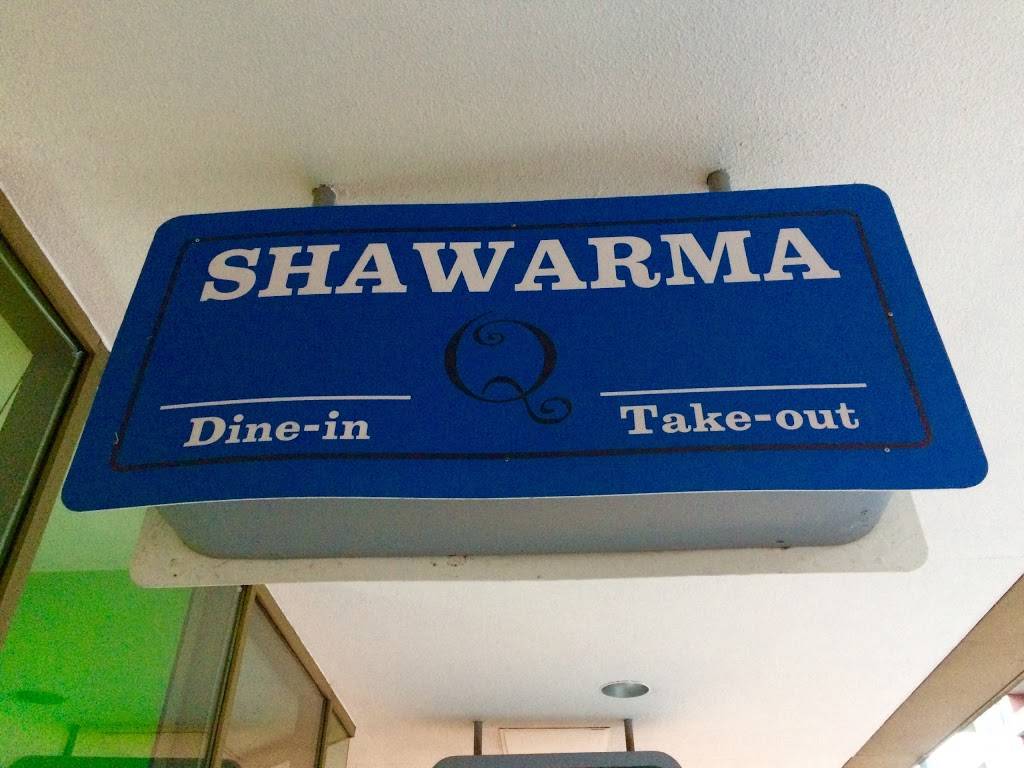 SHAWARMA
Q
Dine-in
Take-out